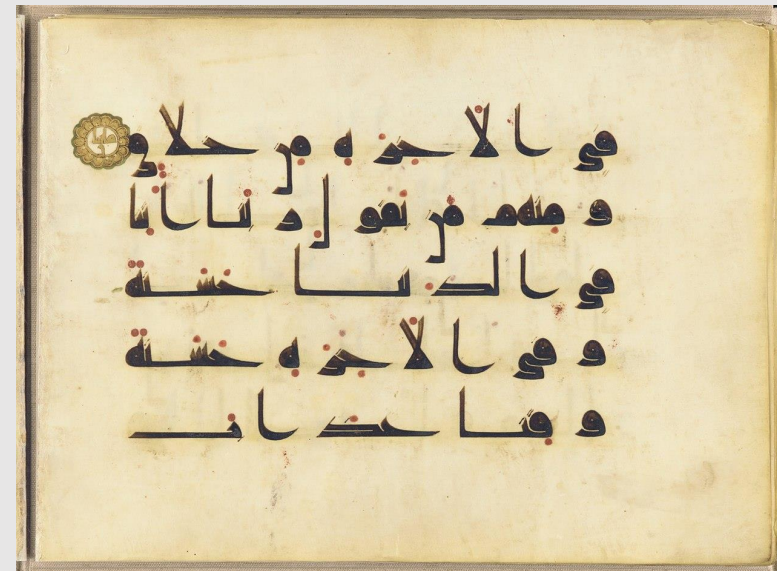 في الاخرة من خلاق
ومنهم من يقول ربنا اتنا
في الدنيا حسنة
وفي الاخرة حسنة
وقنا عذاب